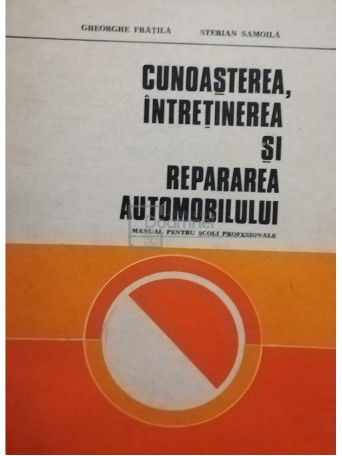 GHEORGHE FRĂȚILĂ STERIAN SAMOILĂ
CUNOAȘTEREA,
ÎNTREȚINEREA
ȘI
REPARAREA
AUTOMOBILULUI
MANUAL PENTRU ȘCOLI PROFESIONALE